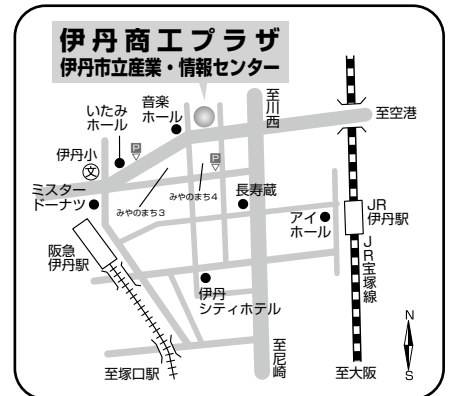 伊丹商工プラザ
伊丹市立産業・情報センター
音楽
ホール
至川西
いたみ
ホール
至空港
P
伊丹小
文
P
ミスター
ドーナツ
みやのまち3
みやのまち4
長寿蔵
アイ
ホール
JR
伊丹駅
阪急
伊丹駅
JR宝塚線
伊丹
シティホテル
N
至尼崎
至塚口駅
至大阪
S